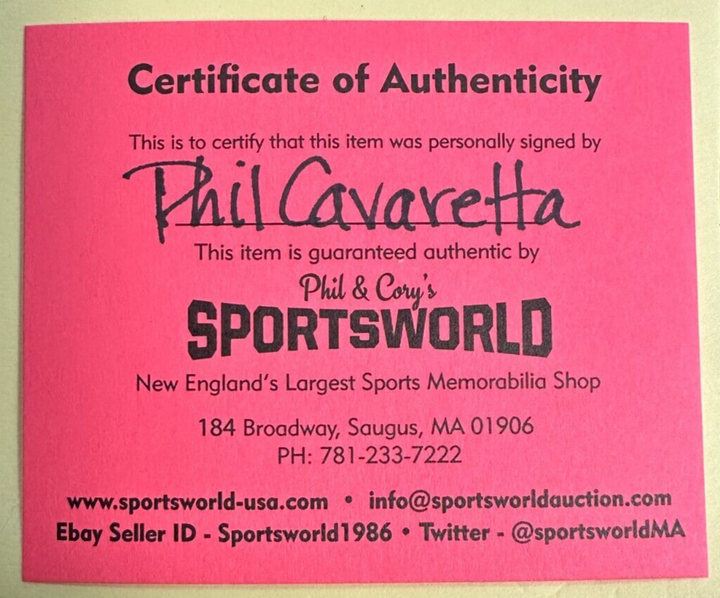 Certificate of Authenticity
This is to certify that this item was personally signed by
Phil Cavaretta
This item is guaranteed authentic by
Phil & Cory's
SPORTSWORLD
New England's Largest Sports Memorabilia Shop
184 Broadway, Saugus, MA 01906
PH: 781-233-7222
www.sportsworld-usa.com • info@sportsworldauction.com
Ebay Seller ID - Sportsworld1986 • Twitter - @sportsworldMA